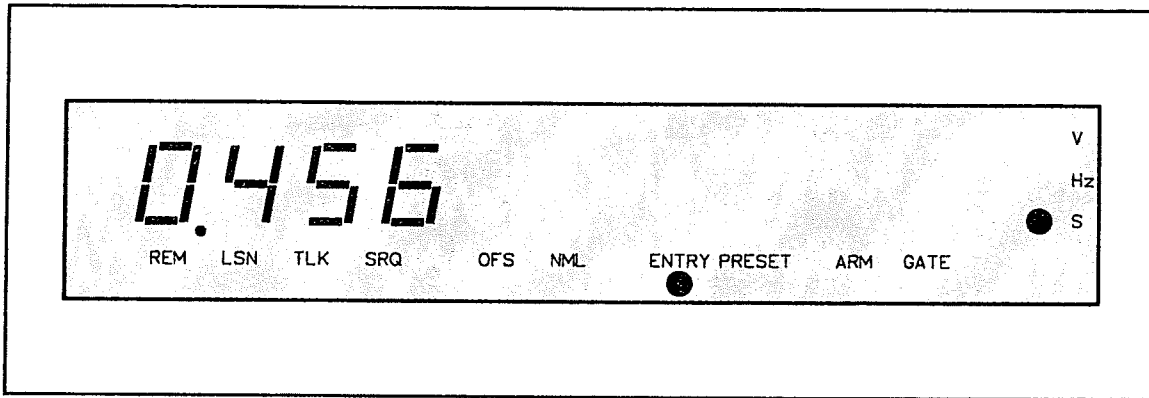 V
Hz
0.456
S
REM LSN TLK SRQ OFS NML ENTRY PRESET ARM GATE